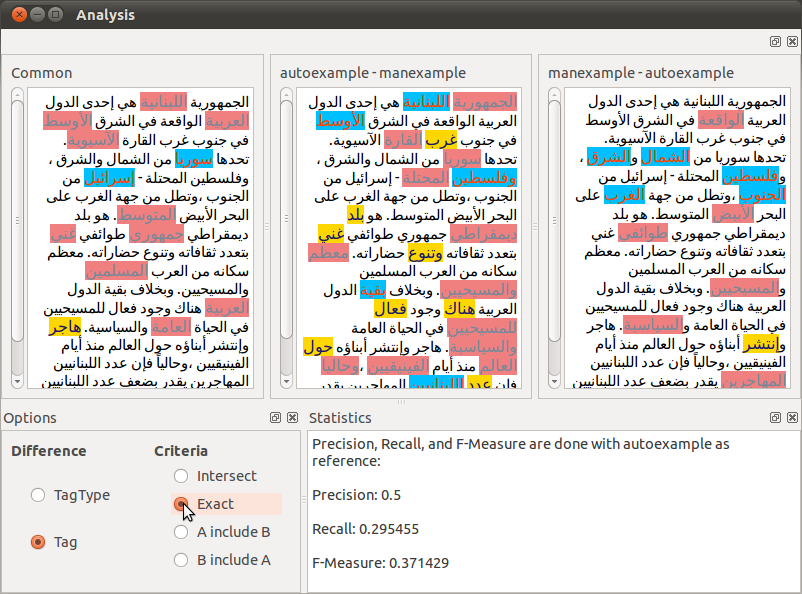 Analysis
Common
الجمهورية اللبنانية هي إحدى الدول
العربية الواقعة في الشرق الأوسط
في جنوب غرب القارة الآسيوية.
تحدها سوريا من الشمال والشرق ،
وفلسطين المحتلة - إسرائيل من
الجنوب ،وتطل من جهة الغرب على
البحر الأبيض المتوسط. هو بلد
ديمقراطي جمهوري طوائفي غني
بتعدد ثقافاته وتنوع حضاراته. معظم
سكانه من العرب المسلمين
والمسيحيين. وبخلاف بقية الدول
العربية هناك وجود فعال للمسيحيين
في الحياة العامة والسياسية. هاجر
وإنتشر أبناؤه حول العالم منذ أيام
الفينيقيين ،وحالياً فإن عدد اللبنانيين
المهاجرين يقدر بضعف عدد اللبنانيين
autoexample - manexample
الجمهورية اللبنانية هي إحدى الدول
العربية الواقعة في الشرق الأوسط
في جنوب غرب القارة الآسيوية.
تحدها سوريا من الشمال والشرق ،
وفلسطين المحتلة - إسرائيل من
الجنوب ،وتطل من جهة الغرب على
البحر الأبيض المتوسط. هو بلد
ديمقراطي جمهوري طوائفي غني
بتعدد ثقافاته وتنوع حضاراته. معظم
سكانه من العرب المسلمين
والمسيحيين. وبخلاف بقية الدول
العربية هناك وجود فعال
للمسيحيين في الحياة العامة
والسياسية. هاجر وإنتشر أبناؤه حول
العالم منذ أيام الفينيقيين ،وحالياً
فإن عدد اللبنانيين المهاجرين يقدر
manexample - autoexample
الجمهورية اللبنانية هي إحدى الدول
العربية الواقعة في الشرق الأوسط
في جنوب غرب القارة الآسيوية.
تحدها سوريا من الشمال والشرق ،
وفلسطين المحتلة - إسرائيل من
الجنوب ،وتطل من جهة الغرب على
البحر الأبيض المتوسط. هو بلد
ديمقراطي جمهوري طوائفي غني
بتعدد ثقافاته وتنوع حضاراته. معظم
سكانه من العرب المسلمين
والمسيحيين. وبخلاف بقية الدول
العربية هناك وجود فعال للمسيحيين
في الحياة العامة والسياسية. هاجر
وإنتشر أبناؤه حول العالم منذ أيام
الفينيقيين ،وحالياً فإن عدد اللبنانيين
المهاجرين يقدر بضعف عدد اللبنانيين
Options
Difference
TagType
Tag
Criteria
Intersect
Exact
A include B
B include A
Statistics
Precision, Recall, and F-Measure are done with autoexample as
reference:
Precision: 0.5
Recall: 0.295455
F-Measure: 0.371429